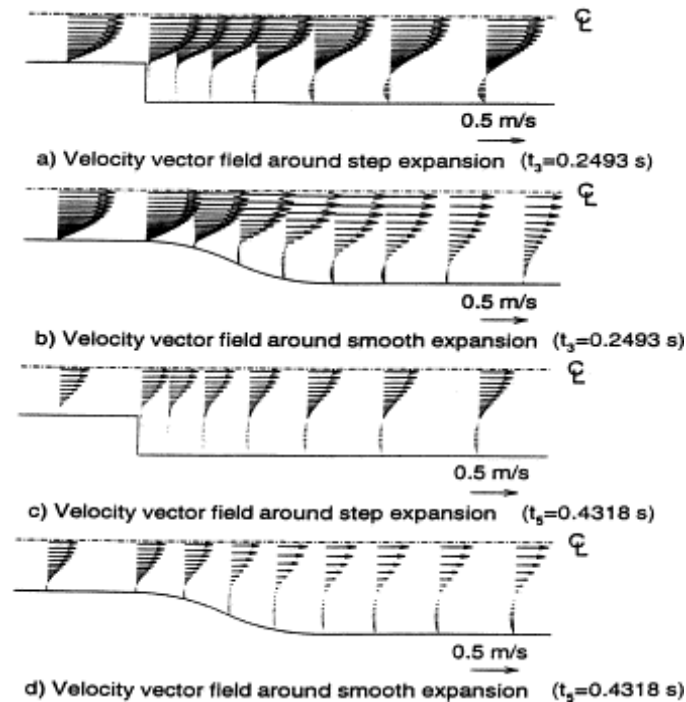 ℄
0.5 m/s
a) Velocity vector field around step expansion (t₃=0.2493 s)
℄
0.5 m/s
b) Velocity vector field around smooth expansion (t₃=0.2493 s)
℄
0.5 m/s
c) Velocity vector field around step expansion (t₅=0.4318 s)
℄
0.5 m/s
d) Velocity vector field around smooth expansion (t₅=0.4318 s)